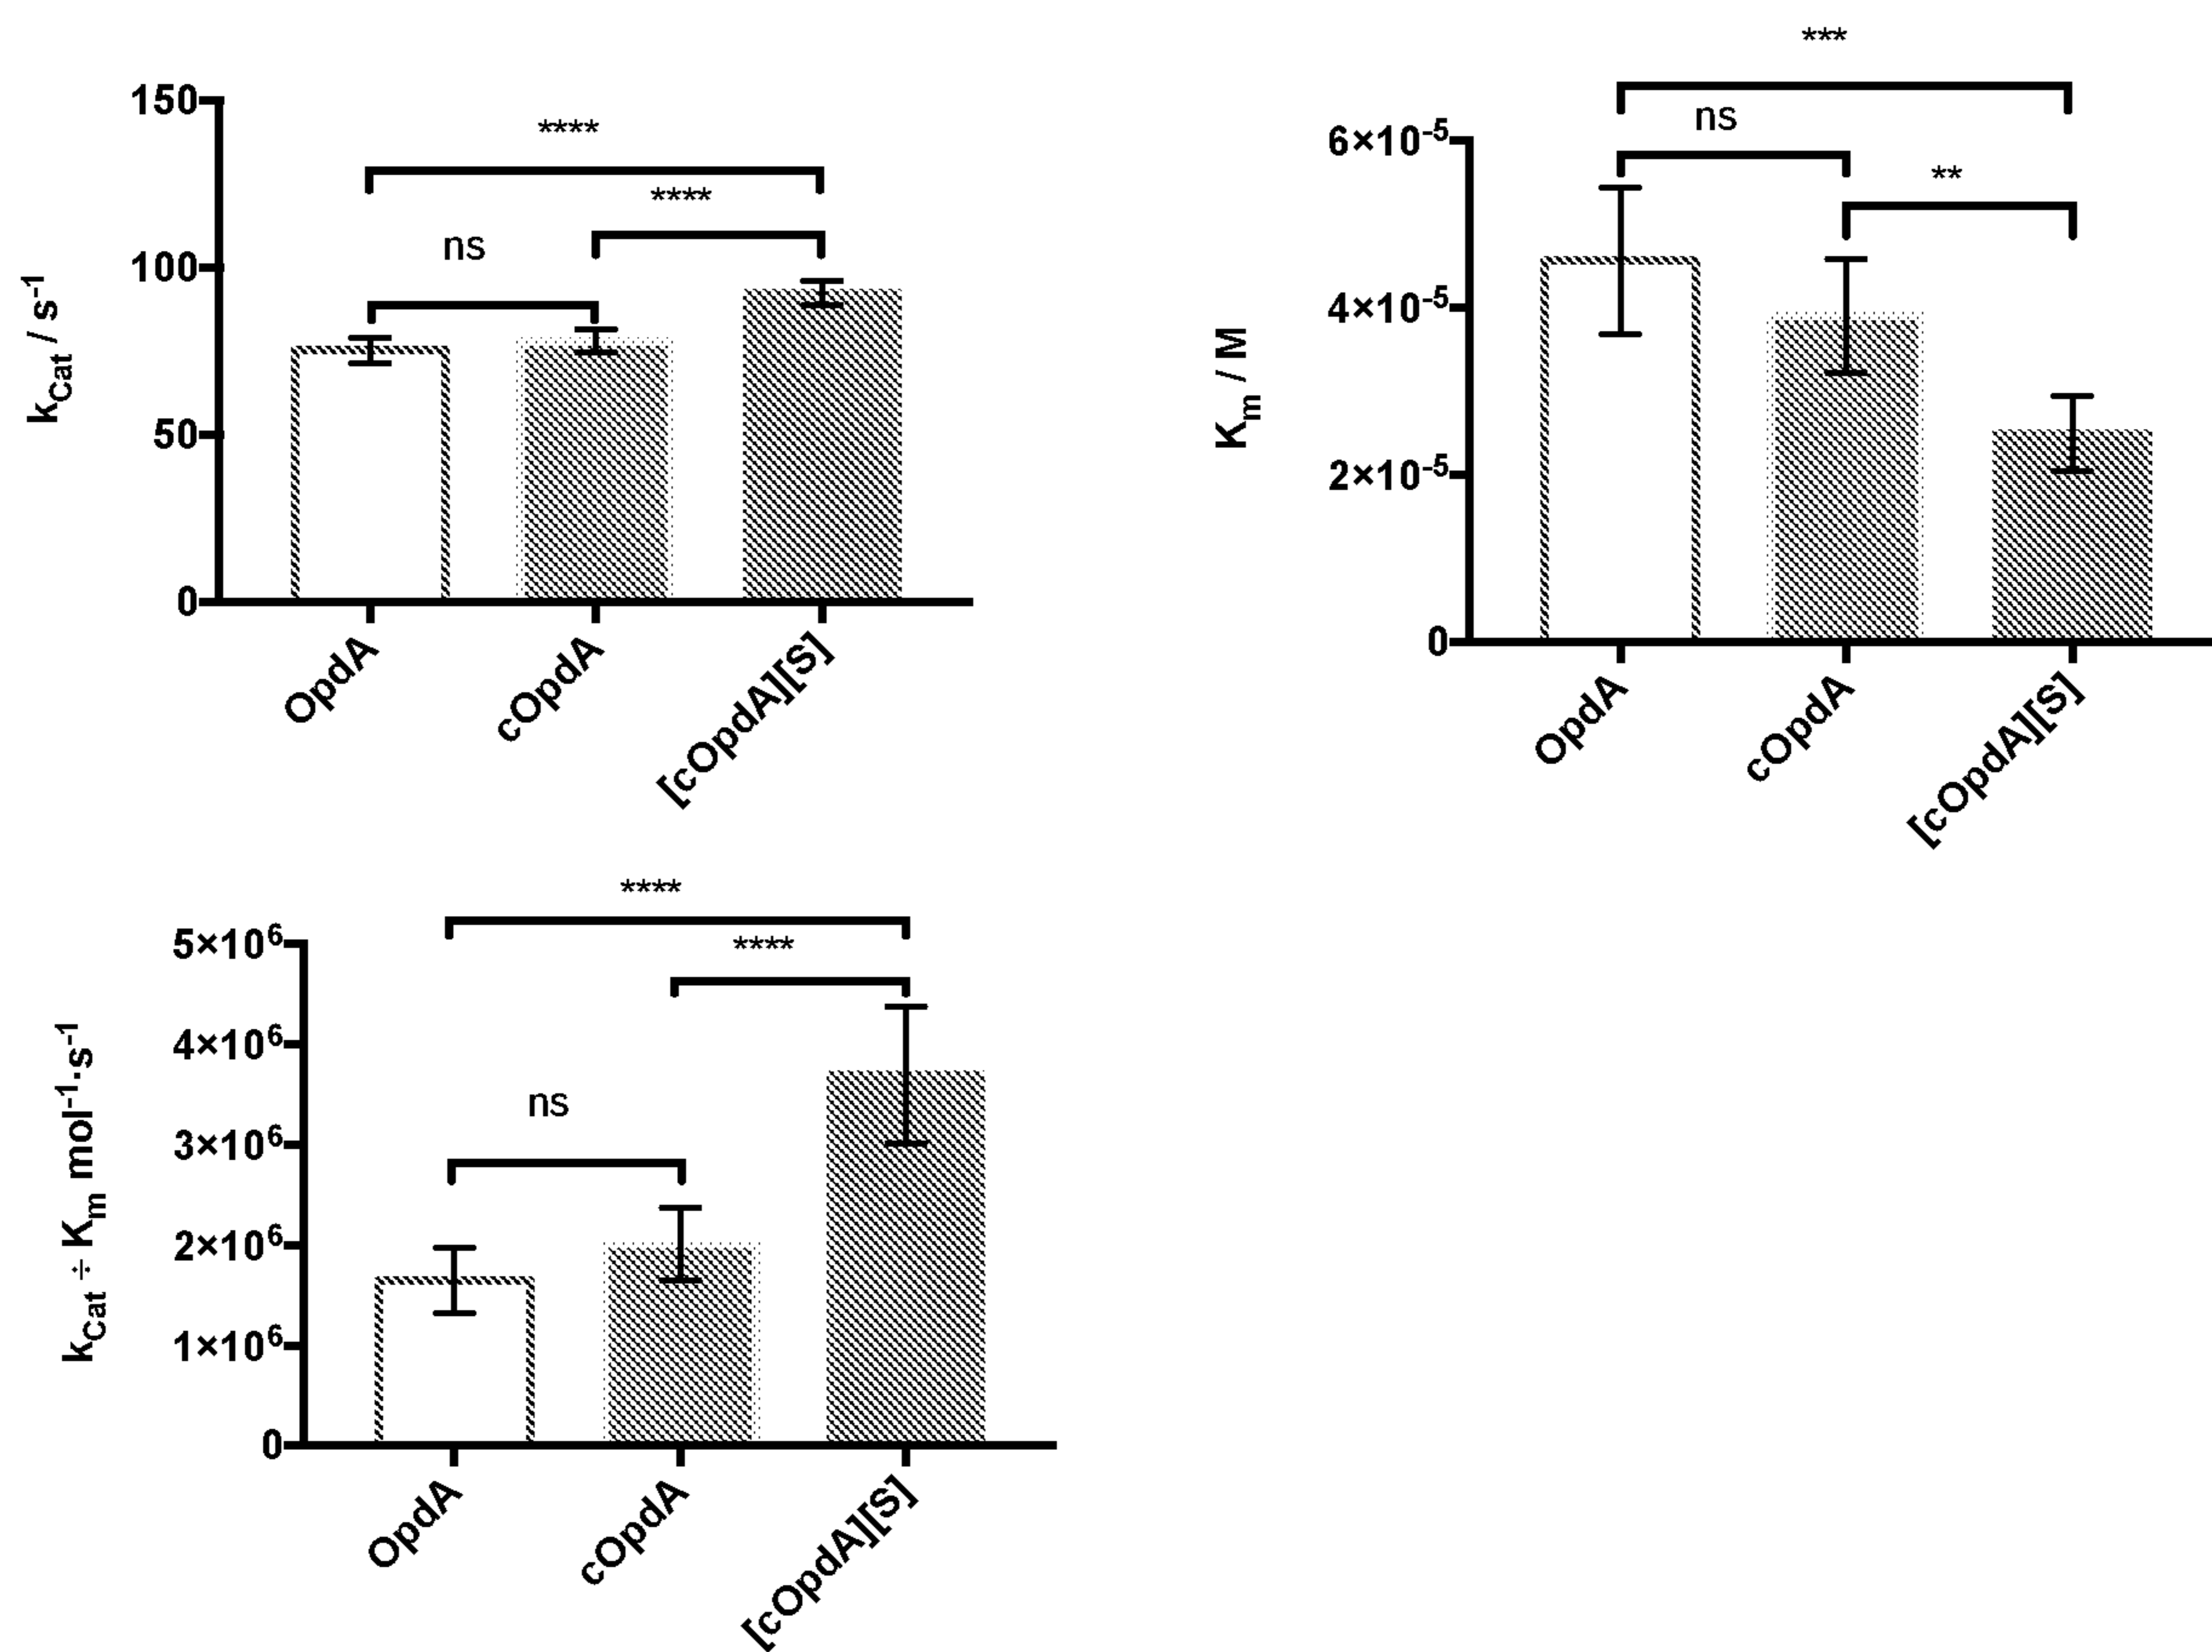 ****
****
ns
150
100
50
0
kCat / s-1
OpdA
cOpdA
[cOpdA][S]
***
ns
**
6×10-5
4×10-5
2×10-5
0
Km / M
OpdA
cOpdA
[cOpdA][S]
****
****
ns
5×106
4×106
3×106
2×106
1×106
0
kCat ÷ Km mol-1·s-1
OpdA
cOpdA
[cOpdA][S]